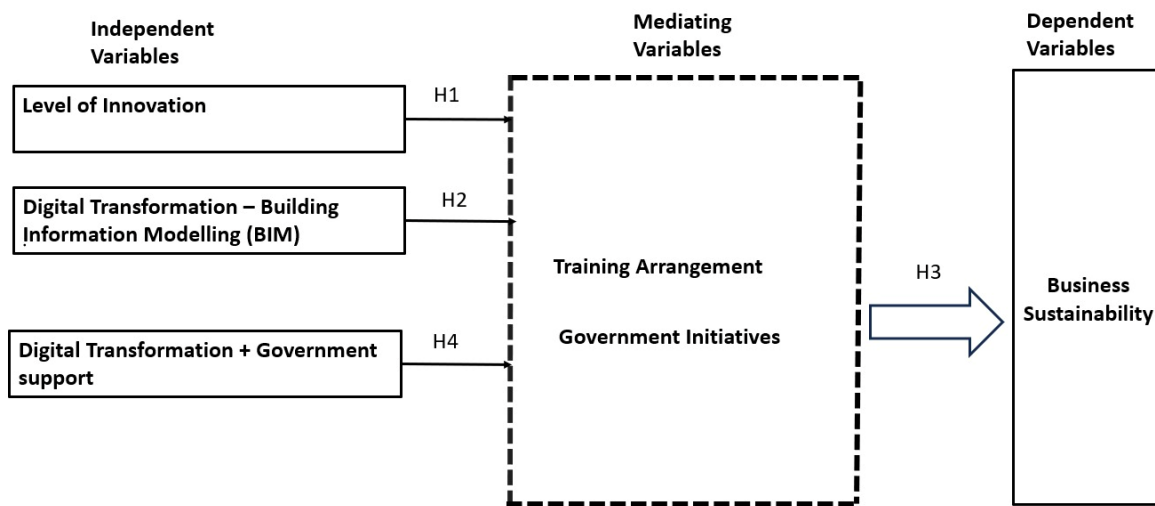 Independent
Variables
Mediating
Variables
Dependent
Variables
Level of Innovation
H1
Digital Transformation – Building
Information Modelling (BIM)
H2
Digital Transformation + Government
support
H4
Training Arrangement
Government Initiatives
H3
Business
Sustainability